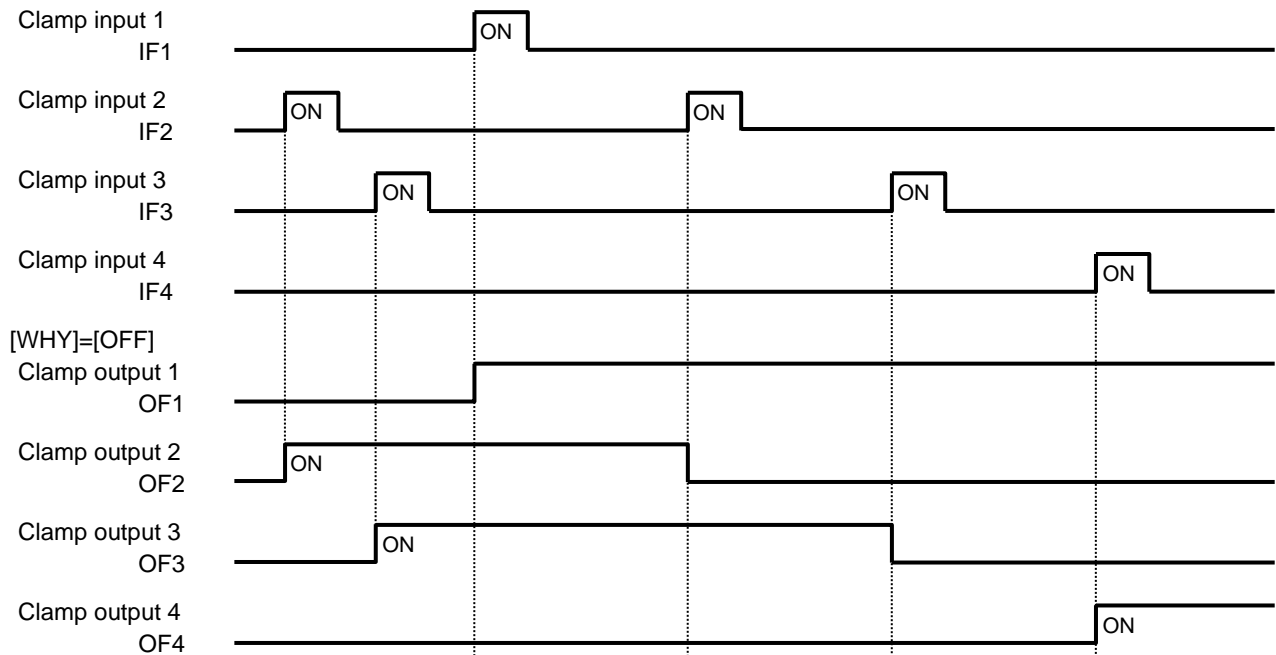 Clamp input 1
IF1
ON
Clamp input 2
IF2
ON
ON
Clamp input 3
IF3
ON
ON
Clamp input 4
IF4
ON
[WHY]=[OFF]
Clamp output 1
OF1
Clamp output 2
OF2
ON
Clamp output 3
OF3
ON
Clamp output 4
OF4
ON